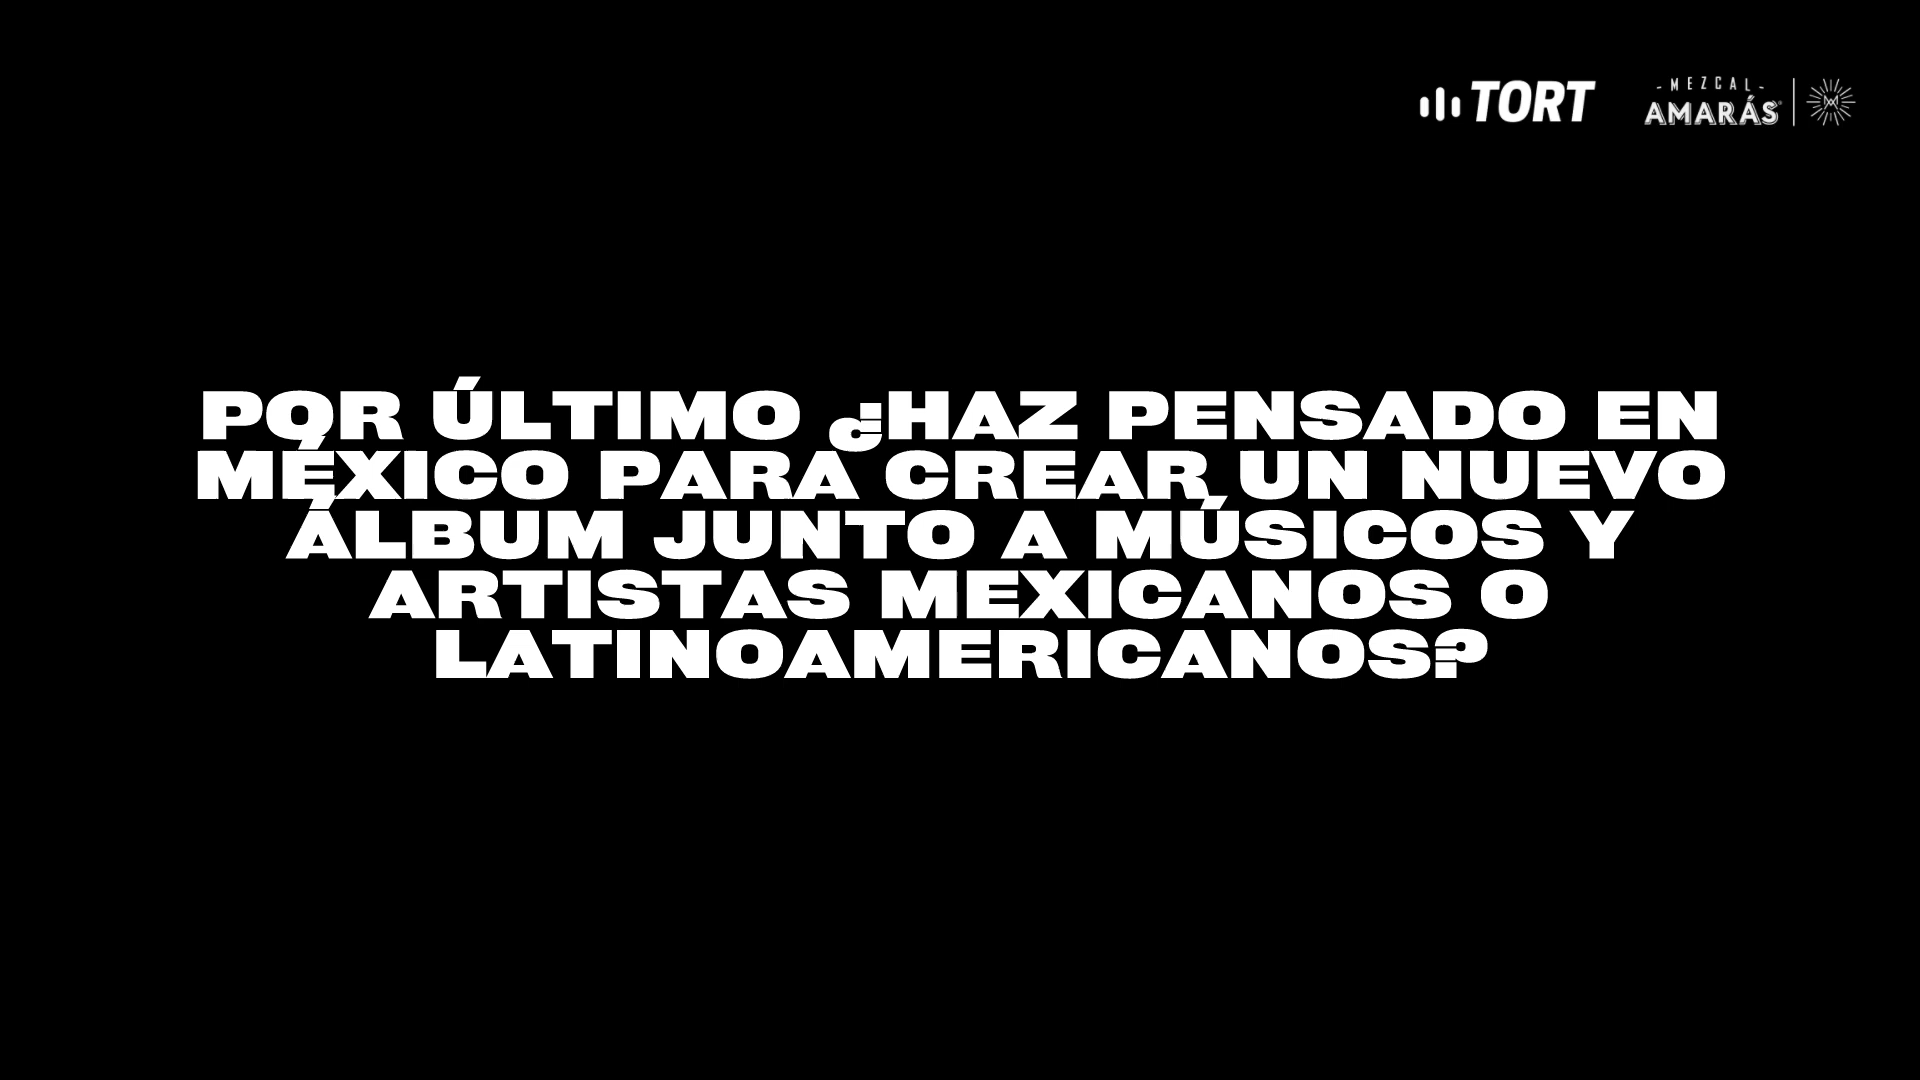 TORT
-MEZCAL-
AMARÁS
POR ÚLTIMO ¿HAZ PENSADO EN
MÉXICO PARA CREAR UN NUEVO
ÁLBUM JUNTO A MÚSICOS Y
ARTISTAS MEXICANOS O
LATINOAMERICANOS?